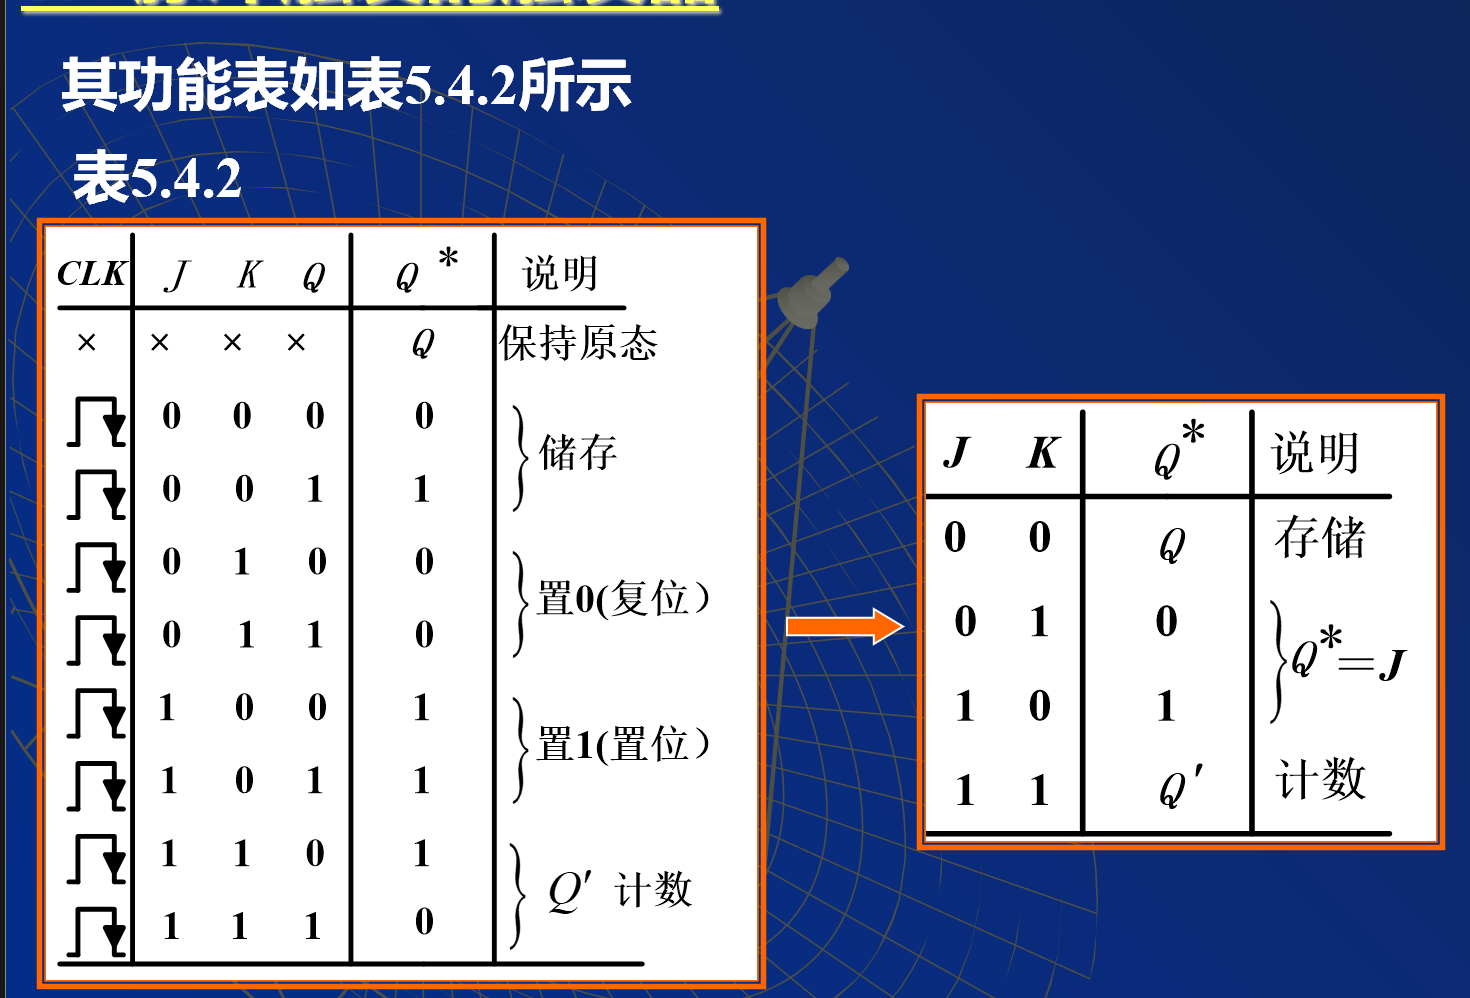 其功能表如表5.4.2所示
表5.4.2
CLK J K Q Q* 说明
× × × × Q 保持原态
0 0 0 0
储存
0 0 1 1
0 1 0 0
置0(复位）
0 1 1 0
1 0 0 1
置1(置位）
1 0 1 1
1 1 0 1
Q′ 计数
1 1 1 0
J K Q* 说明
0 0 Q 存储
0 1 0
Q*=J
1 0 1
1 1 Q′ 计数